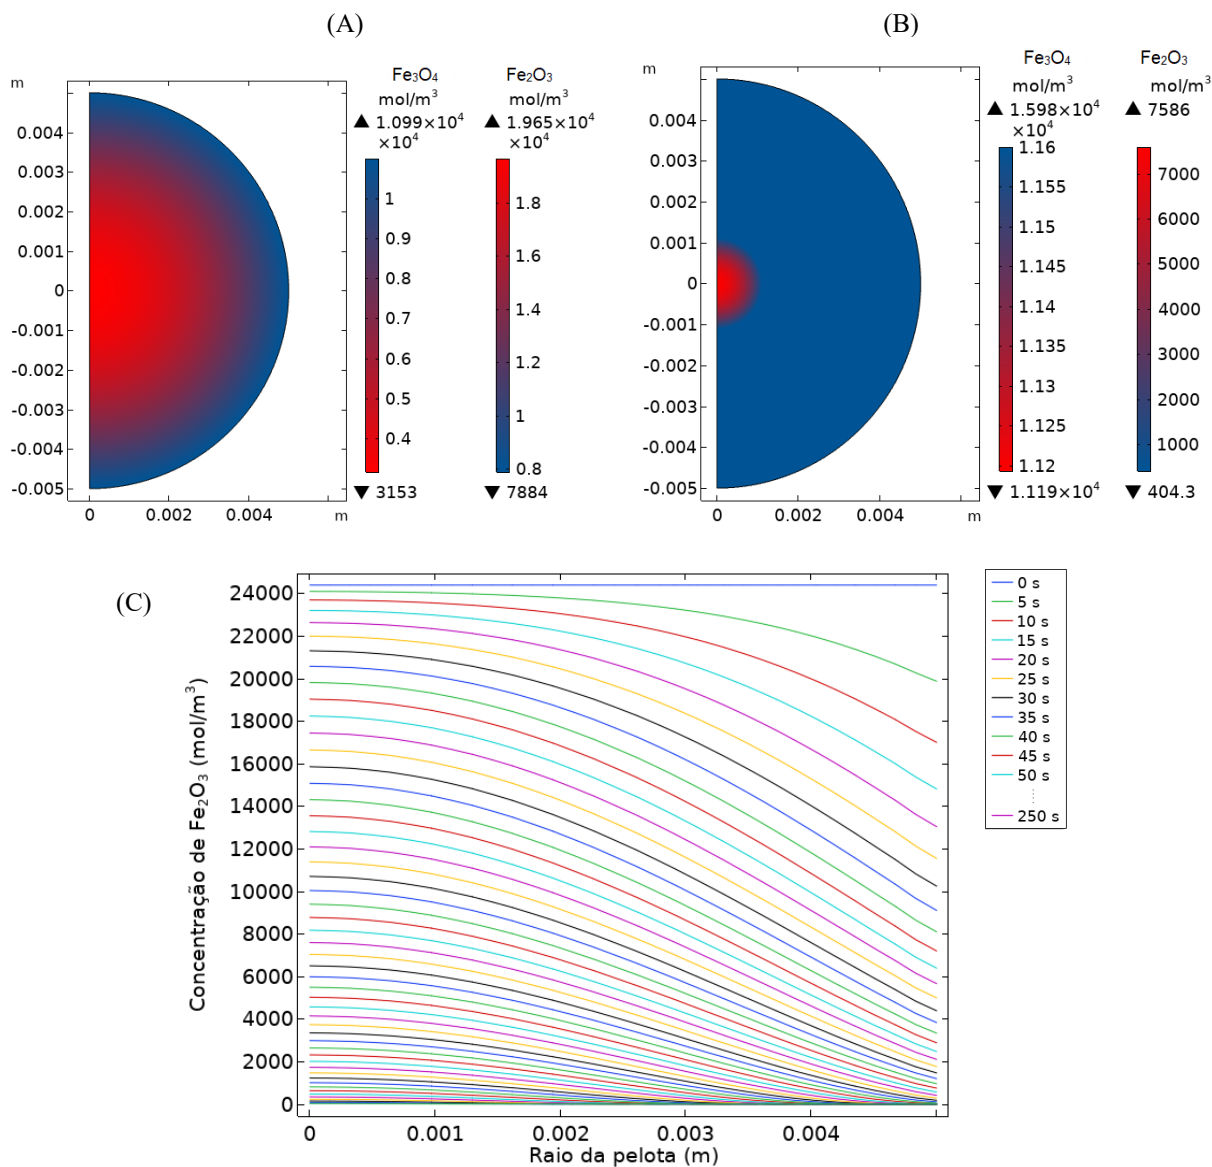 (A)
(B)
m
Fe₃O₄
mol/m³
▲ 1.099×10⁴
×10⁴
Fe₂O₃
mol/m³
▲ 1.965×10⁴
×10⁴
0.004
0.003
0.002
0.001
0
-0.001
-0.002
-0.003
-0.004
-0.005
1
0.9
0.8
0.7
0.6
0.5
0.4
▼ 3153
1.8
1.6
1.4
1.2
1
0.8
▼ 7884
0
0.002
0.004
m
m
Fe₃O₄
mol/m³
▲ 1.598×10⁴
×10⁴
Fe₂O₃
mol/m³
▲ 7586
0.004
0.003
0.002
0.001
0
-0.001
-0.002
-0.003
-0.004
-0.005
1.16
1.155
1.15
1.145
1.14
1.135
1.13
1.125
1.12
▼ 1.119×10⁴
7000
6000
5000
4000
3000
2000
1000
▼ 404.3
0
0.002
0.004
m
(C)
Concentração de Fe₂O₃ (mol/m³)
24000
22000
20000
18000
16000
14000
12000
10000
8000
6000
4000
2000
0
0
0.001
0.002
0.003
0.004
Raio da pelota (m)
0 s
5 s
10 s
15 s
20 s
25 s
30 s
35 s
40 s
45 s
50 s
250 s